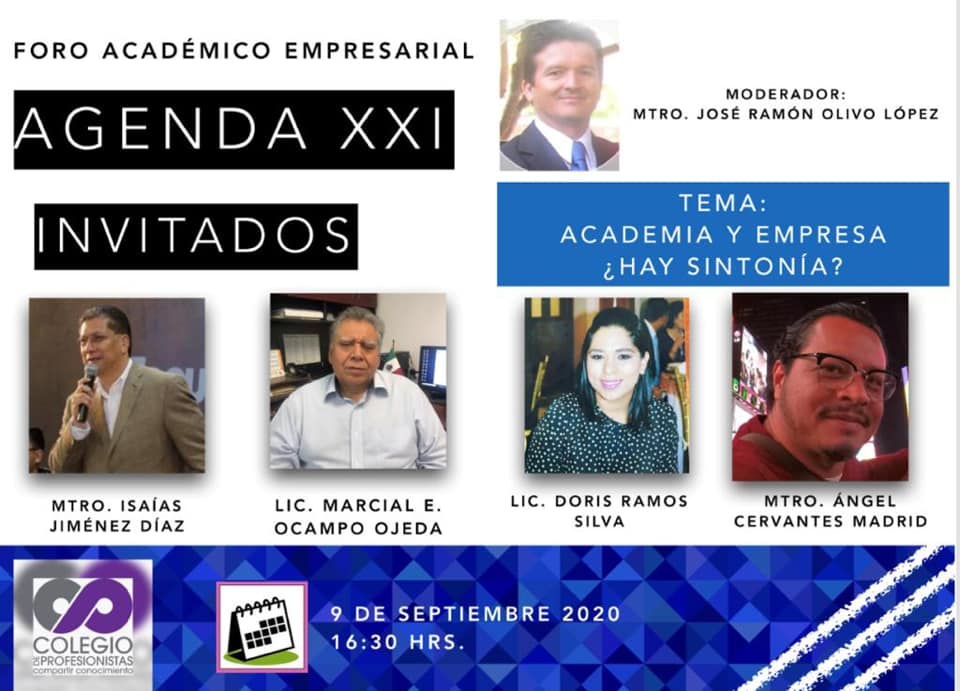 FORO ACADÉMICO EMPRESARIAL
AGENDA XXI
INVITADOS
MODERADOR:
MTRO. JOSÉ RAMÓN OLIVO LÓPEZ
TEMA:
ACADEMIA Y EMPRESA
¿HAY SINTONÍA?
MTRO. ISAÍAS
JIMÉNEZ DÍAZ
LIC. MARCIAL E.
OCAMPO OJEDA
LIC. DORIS RAMOS
SILVA
MTRO. ÁNGEL
CERVANTES MADRID
COLEGIO
DE PROFESIONISTAS
compartir conocimiento
9 DE SEPTIEMBRE 2020
16:30 HRS.